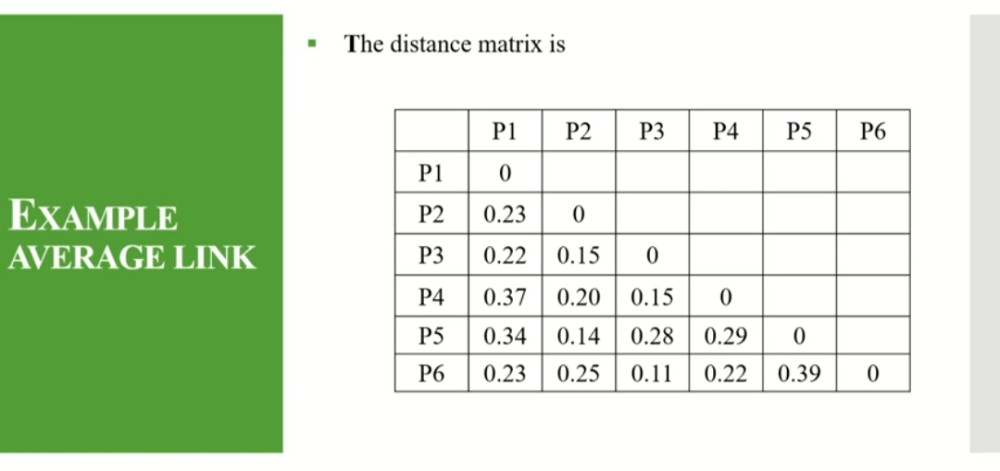 EXAMPLE
AVERAGE LINK
▪ The distance matrix is
P1 P2 P3 P4 P5 P6
P1 0
P2 0.23 0
P3 0.22 0.15 0
P4 0.37 0.20 0.15 0
P5 0.34 0.14 0.28 0.29 0
P6 0.23 0.25 0.11 0.22 0.39 0